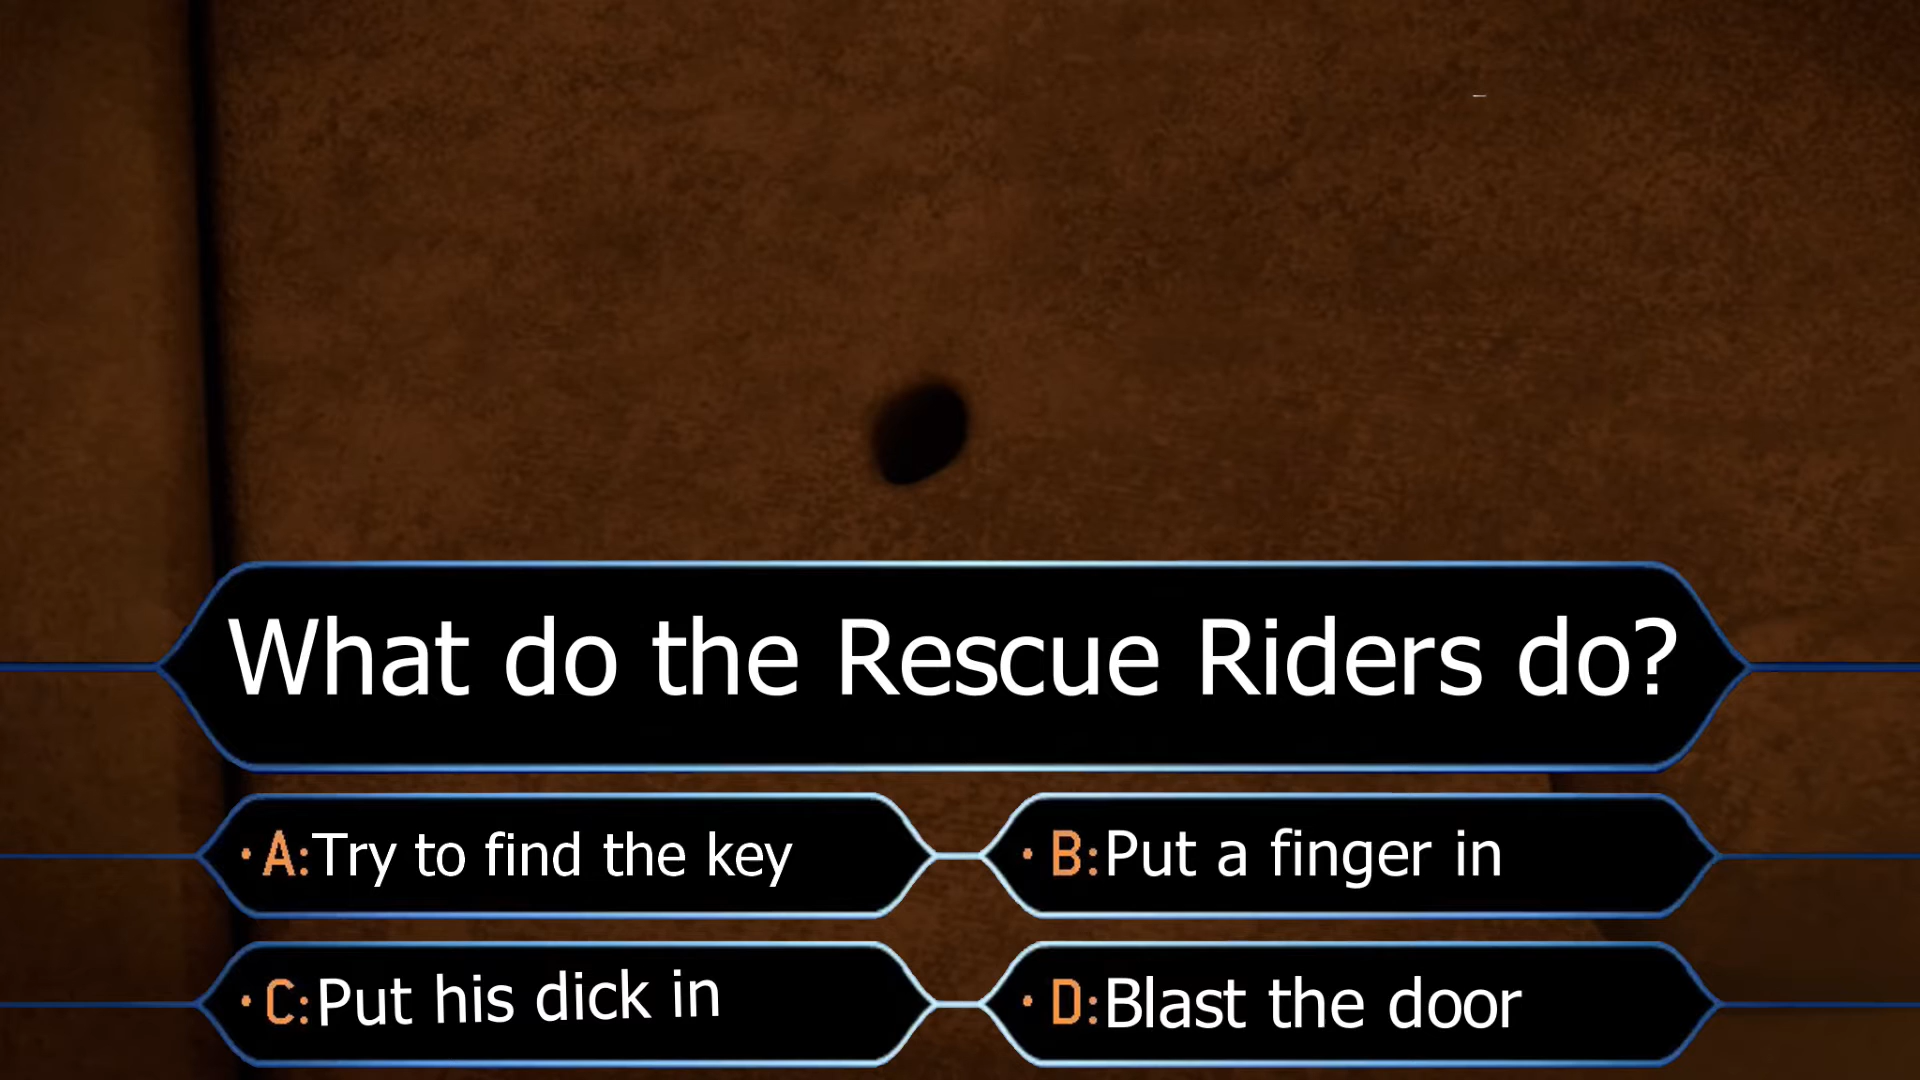 What do the Rescue Riders do?
A:Try to find the key
B:Put a finger in
C:Put his dick in
D:Blast the door